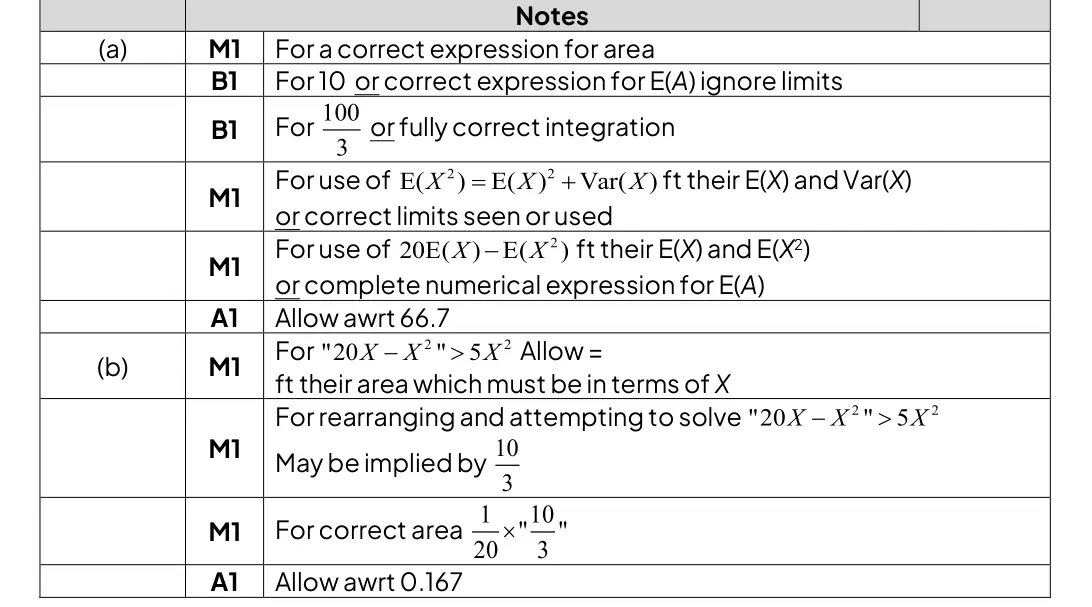 Notes
(a) M1 For a correct expression for area
B1 For 10 or correct expression for E(A) ignore limits
B1 For 100/3 or fully correct integration
M1 For use of E(X²) = E(X)² + Var(X) ft their E(X) and Var(X)
or correct limits seen or used
M1 For use of 20E(X) − E(X²) ft their E(X) and E(X²)
or complete numerical expression for E(A)
A1 Allow awrt 66.7
(b) M1 For "20X − X²" > 5X² Allow =
ft their area which must be in terms of X
M1 For rearranging and attempting to solve "20X − X²" > 5X²
May be implied by 10/3
M1 For correct area 1/20 × "10/3"
A1 Allow awrt 0.167